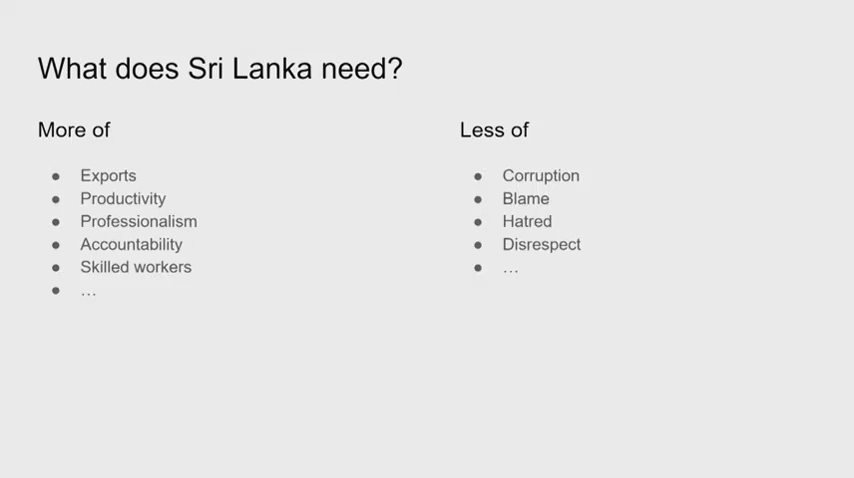 What does Sri Lanka need?
More of
● Exports
● Productivity
● Professionalism
● Accountability
● Skilled workers
● …
Less of
● Corruption
● Blame
● Hatred
● Disrespect
● …